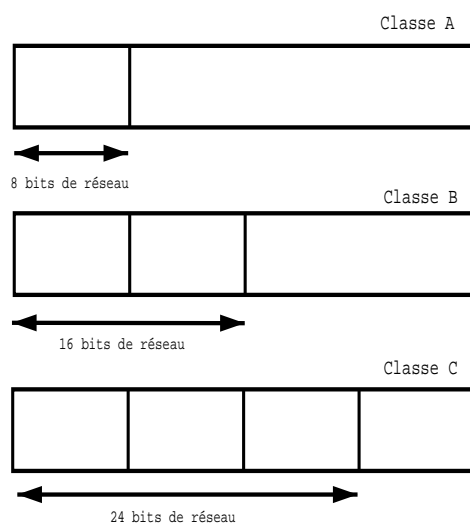 Classe A
8 bits de réseau
Classe B
16 bits de réseau
Classe C
24 bits de réseau